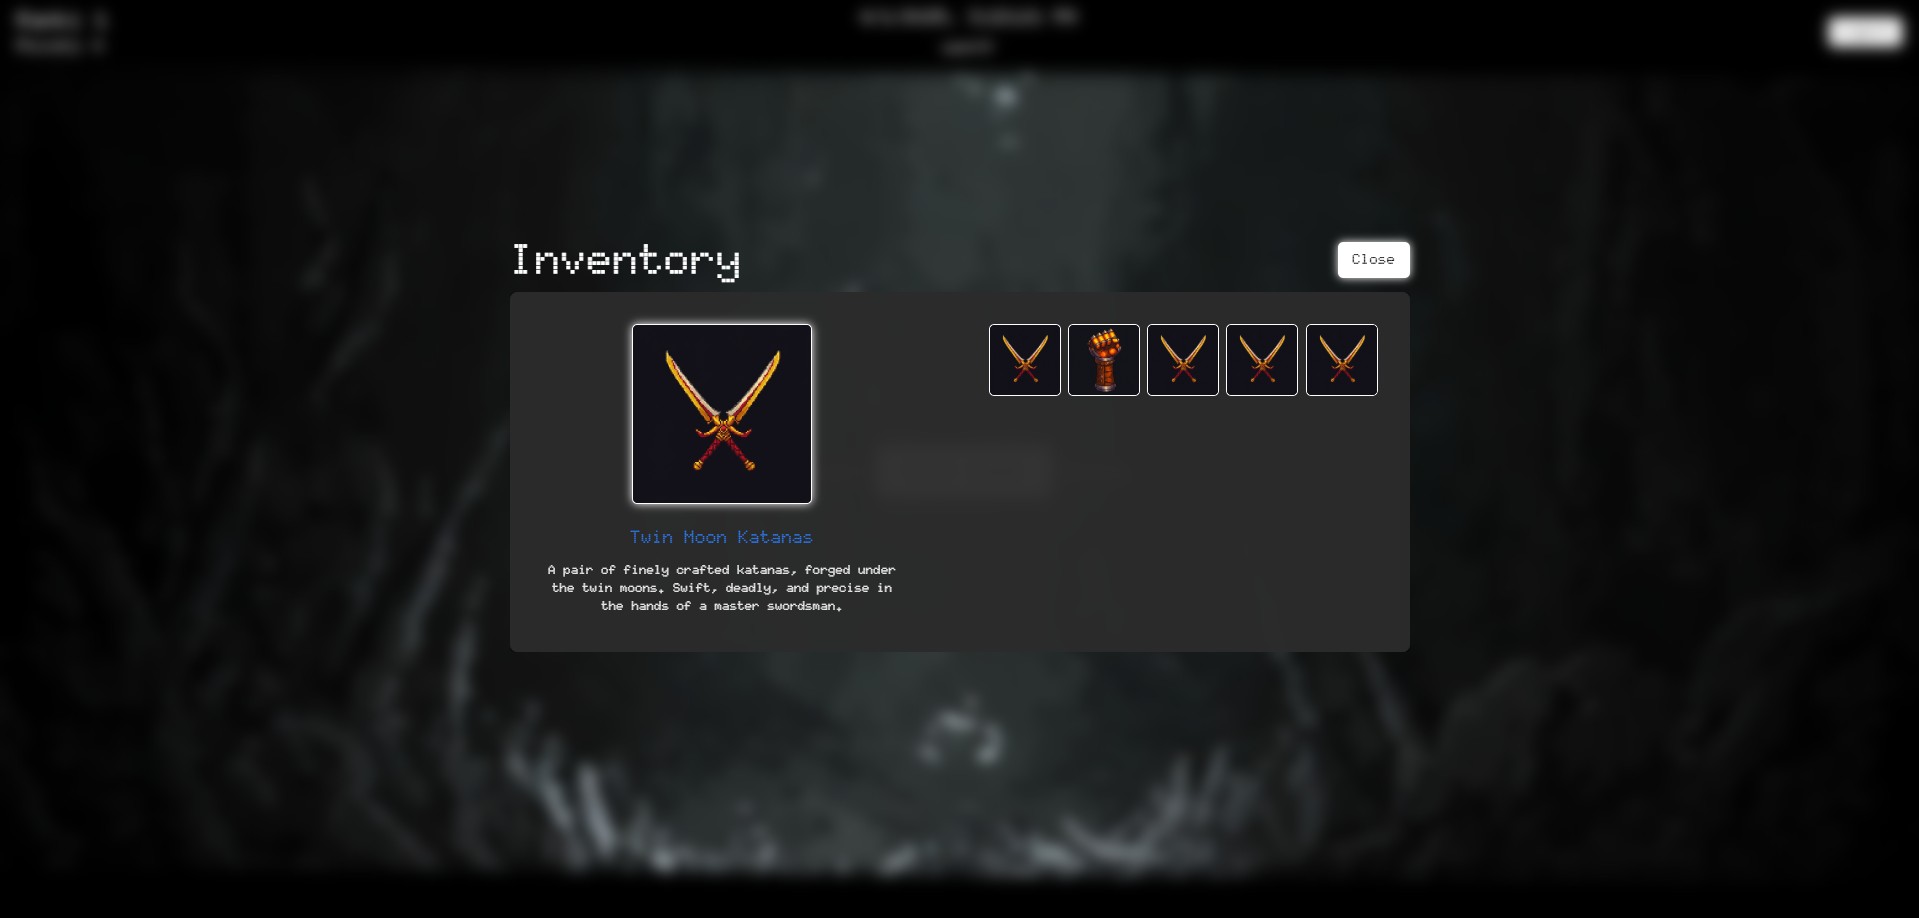 Inventory
Close
Twin Moon Katanas
A pair of finely crafted katanas, forged under
the twin moons. Swift, deadly, and precise in
the hands of a master swordsman.